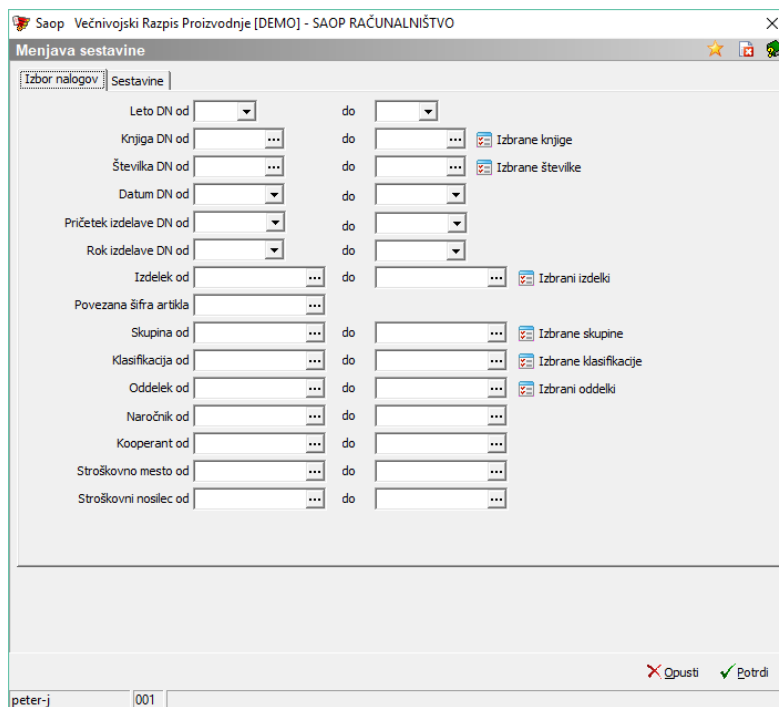 Saop Večnivojski Razpis Proizvodnje [DEMO] - SAOP RAČUNALNIŠTVO
Menjava sestavine
Izbor nalogov Sestavine
Leto DN od do
Knjiga DN od do Izbrane knjige
Številka DN od do Izbrane številke
Datum DN od do
Pričetek izdelave DN od do
Rok izdelave DN od do
Izdelek od do Izbrani izdelki
Povezana šifra artikla
Skupina od do Izbrane skupine
Klasifikacija od do Izbrane klasifikacije
Oddelek od do Izbrani oddelki
Naročnik od do
Kooperant od do
Stroškovno mesto od do
Stroškovni nosilec od do
Opusti Potrdi
peter-j 001